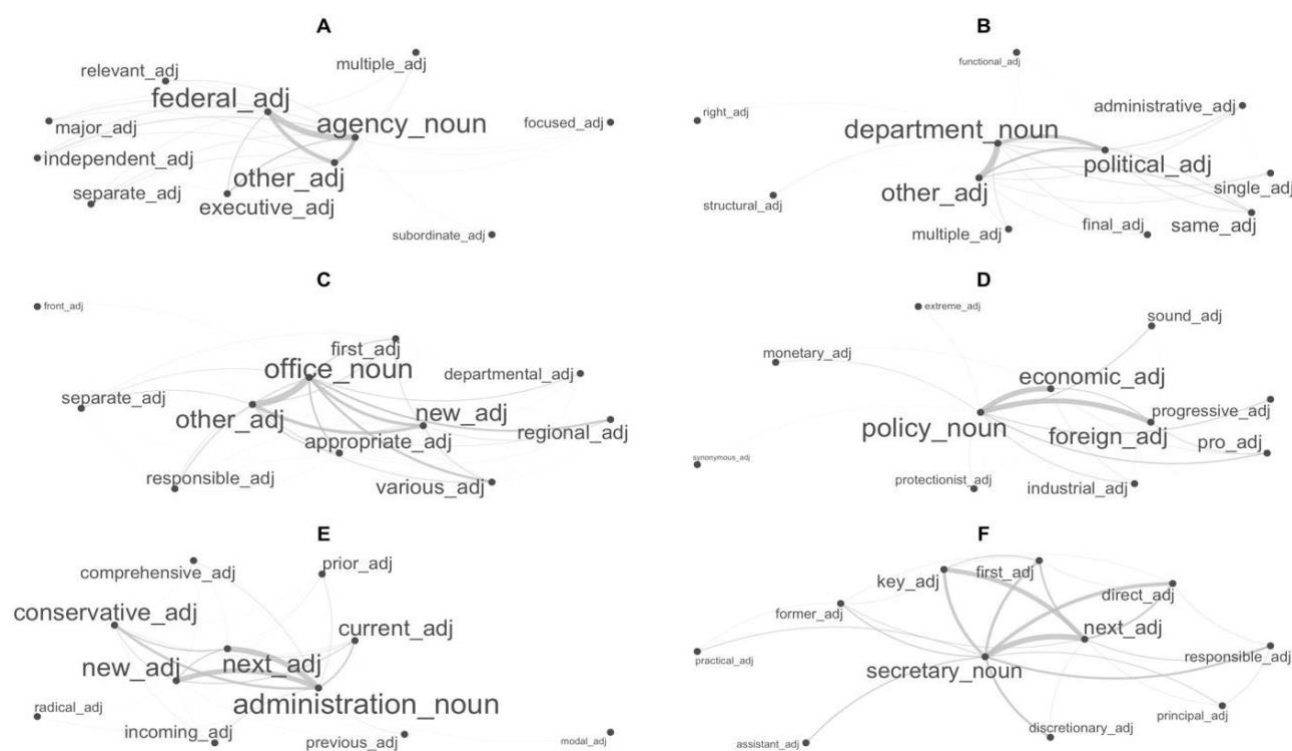 A
multiple_adj
relevant_adj
federal_adj
agency_noun
focused_adj
major_adj
independent_adj
other_adj
separate_adj
executive_adj
subordinate_adj
B
functional_adj
administrative_adj
right_adj
department_noun
political_adj
other_adj
single_adj
structural_adj
same_adj
multiple_adj
final_adj
C
front_adj
first_adj
office_noun
departmental_adj
separate_adj
other_adj
new_adj
regional_adj
appropriate_adj
responsible_adj
various_adj
D
extreme_adj
sound_adj
monetary_adj
economic_adj
progressive_adj
policy_noun
foreign_adj
pro_adj
synonymous_adj
protectionist_adj
industrial_adj
E
comprehensive_adj
prior_adj
conservative_adj
current_adj
new_adj
next_adj
administration_noun
radical_adj
incoming_adj
previous_adj
modal_adj
F
key_adj
first_adj
direct_adj
former_adj
next_adj
practical_adj
secretary_noun
responsible_adj
principal_adj
discretionary_adj
assistant_adj